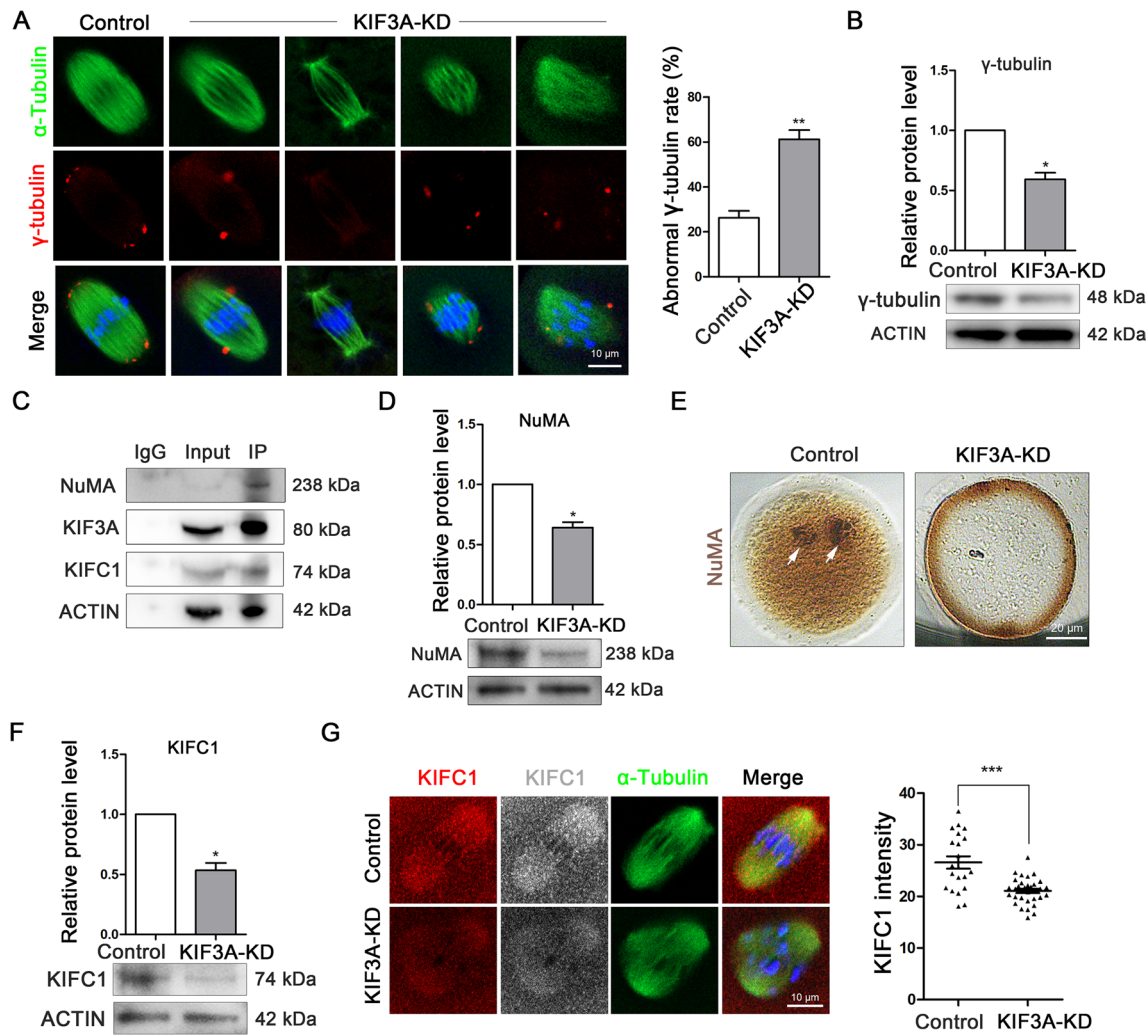 A
Control
KIF3A-KD
α-Tubulin
γ-tubulin
Merge
10 μm
Abnormal γ-tubulin rate (%)
80
60
40
20
0
**
Control
KIF3A-KD
B
γ-tubulin
Relative protein level
1.5
1.0
0.5
0.0
*
Control KIF3A-KD
γ-tubulin 48 kDa
ACTIN 42 kDa
C
IgG Input IP
NuMA 238 kDa
KIF3A 80 kDa
KIFC1 74 kDa
ACTIN 42 kDa
D
NuMA
Relative protein level
1.5
1.0
0.5
0.0
*
Control KIF3A-KD
NuMA 238 kDa
ACTIN 42 kDa
E
Control KIF3A-KD
NuMA
20 μm
F
KIFC1
Relative protein level
1.5
1.0
0.5
0.0
*
Control KIF3A-KD
KIFC1 74 kDa
ACTIN 42 kDa
G
KIFC1 KIFC1 α-Tubulin Merge
Control
KIF3A-KD
10 μm
KIFC1 intensity
40
30
20
10
0
***
Control KIF3A-KD